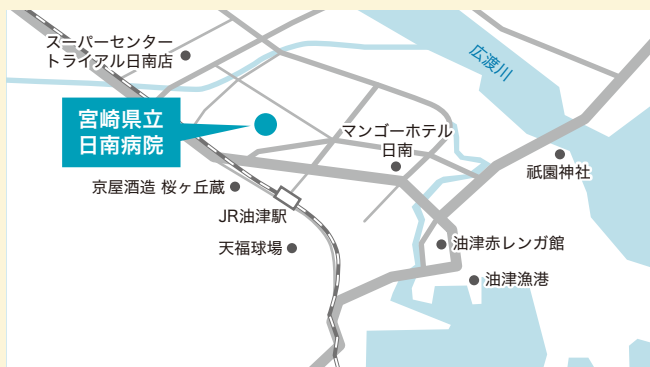 スーパーセンター
トライアル日南店
広渡川
宮崎県立
日南病院
マンゴーホテル
日南
祇園神社
京屋酒造 桜ヶ丘蔵
JR油津駅
天福球場
油津赤レンガ館
油津漁港